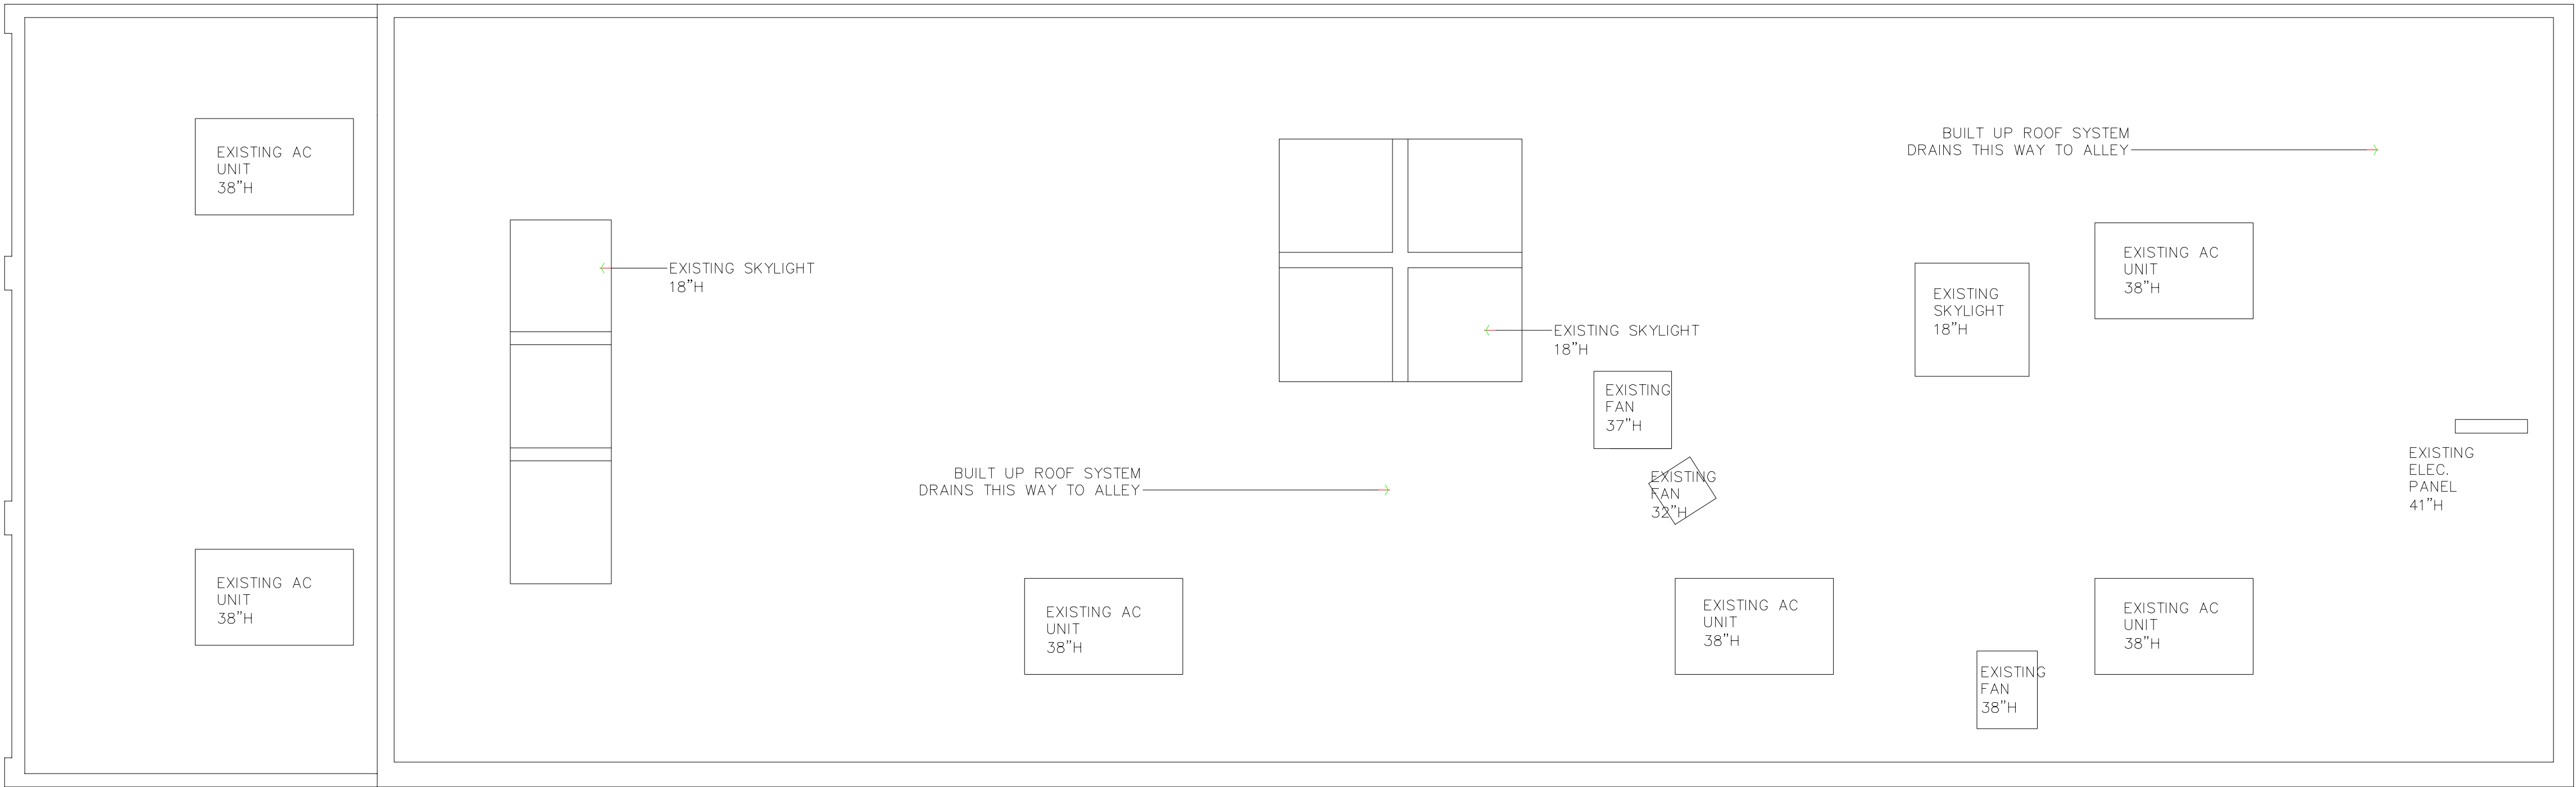 EXISTING AC
UNIT
38"H
EXISTING AC
UNIT
38"H
EXISTING SKYLIGHT
18"H
BUILT UP ROOF SYSTEM
DRAINS THIS WAY TO ALLEY
EXISTING AC
UNIT
38"H
EXISTING SKYLIGHT
18"H
EXISTING
FAN
37"H
EXISTING
FAN
32"H
EXISTING AC
UNIT
38"H
BUILT UP ROOF SYSTEM
DRAINS THIS WAY TO ALLEY
EXISTING
SKYLIGHT
18"H
EXISTING AC
UNIT
38"H
EXISTING
FAN
38"H
EXISTING AC
UNIT
38"H
EXISTING
ELEC.
PANEL
41"H